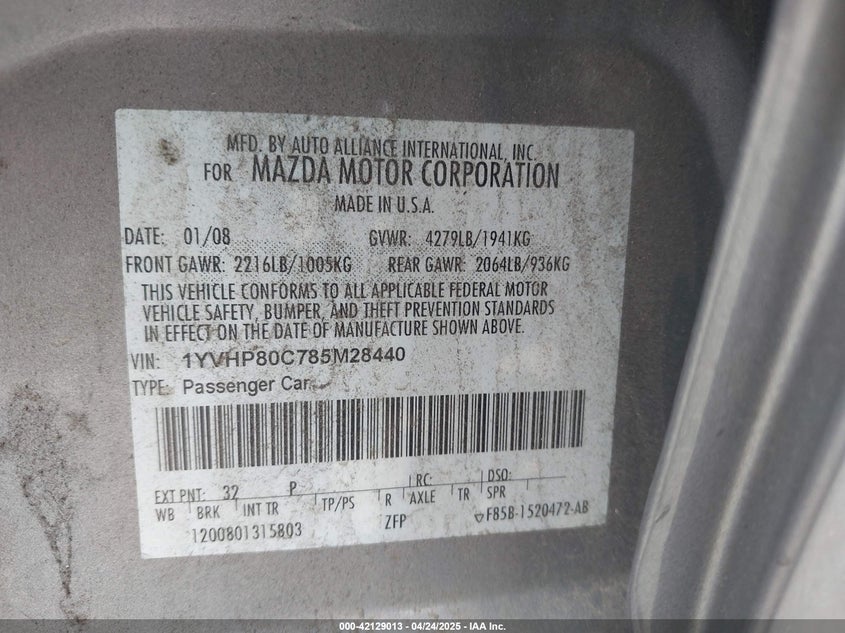 MFD. BY AUTO ALLIANCE INTERNATIONAL, INC.
FOR MAZDA MOTOR CORPORATION
MADE IN U.S.A.
DATE: 01/08 GVWR: 4279LB/1941KG
FRONT GAWR: 2216LB/1005KG REAR GAWR: 2064LB/936KG
THIS VEHICLE CONFORMS TO ALL APPLICABLE FEDERAL MOTOR
VEHICLE SAFETY, BUMPER, AND THEFT PREVENTION STANDARDS
IN EFFECT ON THE DATE OF MANUFACTURE SHOWN ABOVE.
VIN: 1YVHP80C785M28440
TYPE: Passenger Car
EXT PNT: 32 P RC: DSO:
WB BRK INT TR TP/PS R AXLE TR SPR
1200801315803 ZFP F85B-1520472-AB
000-42129013 - 04/24/2025 - IAA Inc.